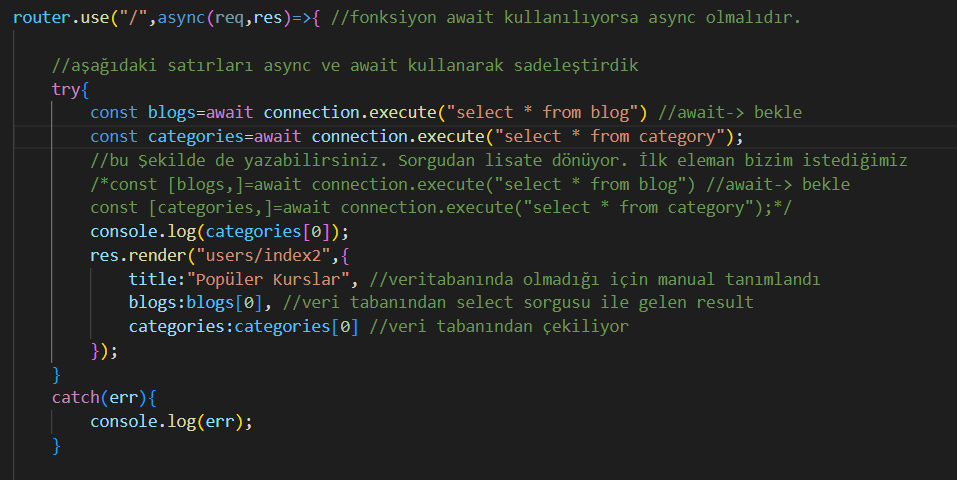 router.use("/",async(req,res)=>{ //fonksiyon await kullanılıyorsa async olmalıdır.
//aşağıdaki satırları async ve await kullanarak sadeleştirdik
try{
const blogs=await connection.execute("select * from blog") //await-> bekle
const categories=await connection.execute("select * from category");
//bu Şekilde de yazabilirsiniz. Sorgudan lisate dönüyor. İlk eleman bizim istediğimiz
/*const [blogs,]=await connection.execute("select * from blog") //await-> bekle
const [categories,]=await connection.execute("select * from category");*/
console.log(categories[0]);
res.render("users/index2",{
title:"Popüler Kurslar", //veritabanında olmadığı için manual tanımlandı
blogs:blogs[0], //veri tabanından select sorgusu ile gelen result
categories:categories[0] //veri tabanından çekiliyor
});
}
catch(err){
console.log(err);
}